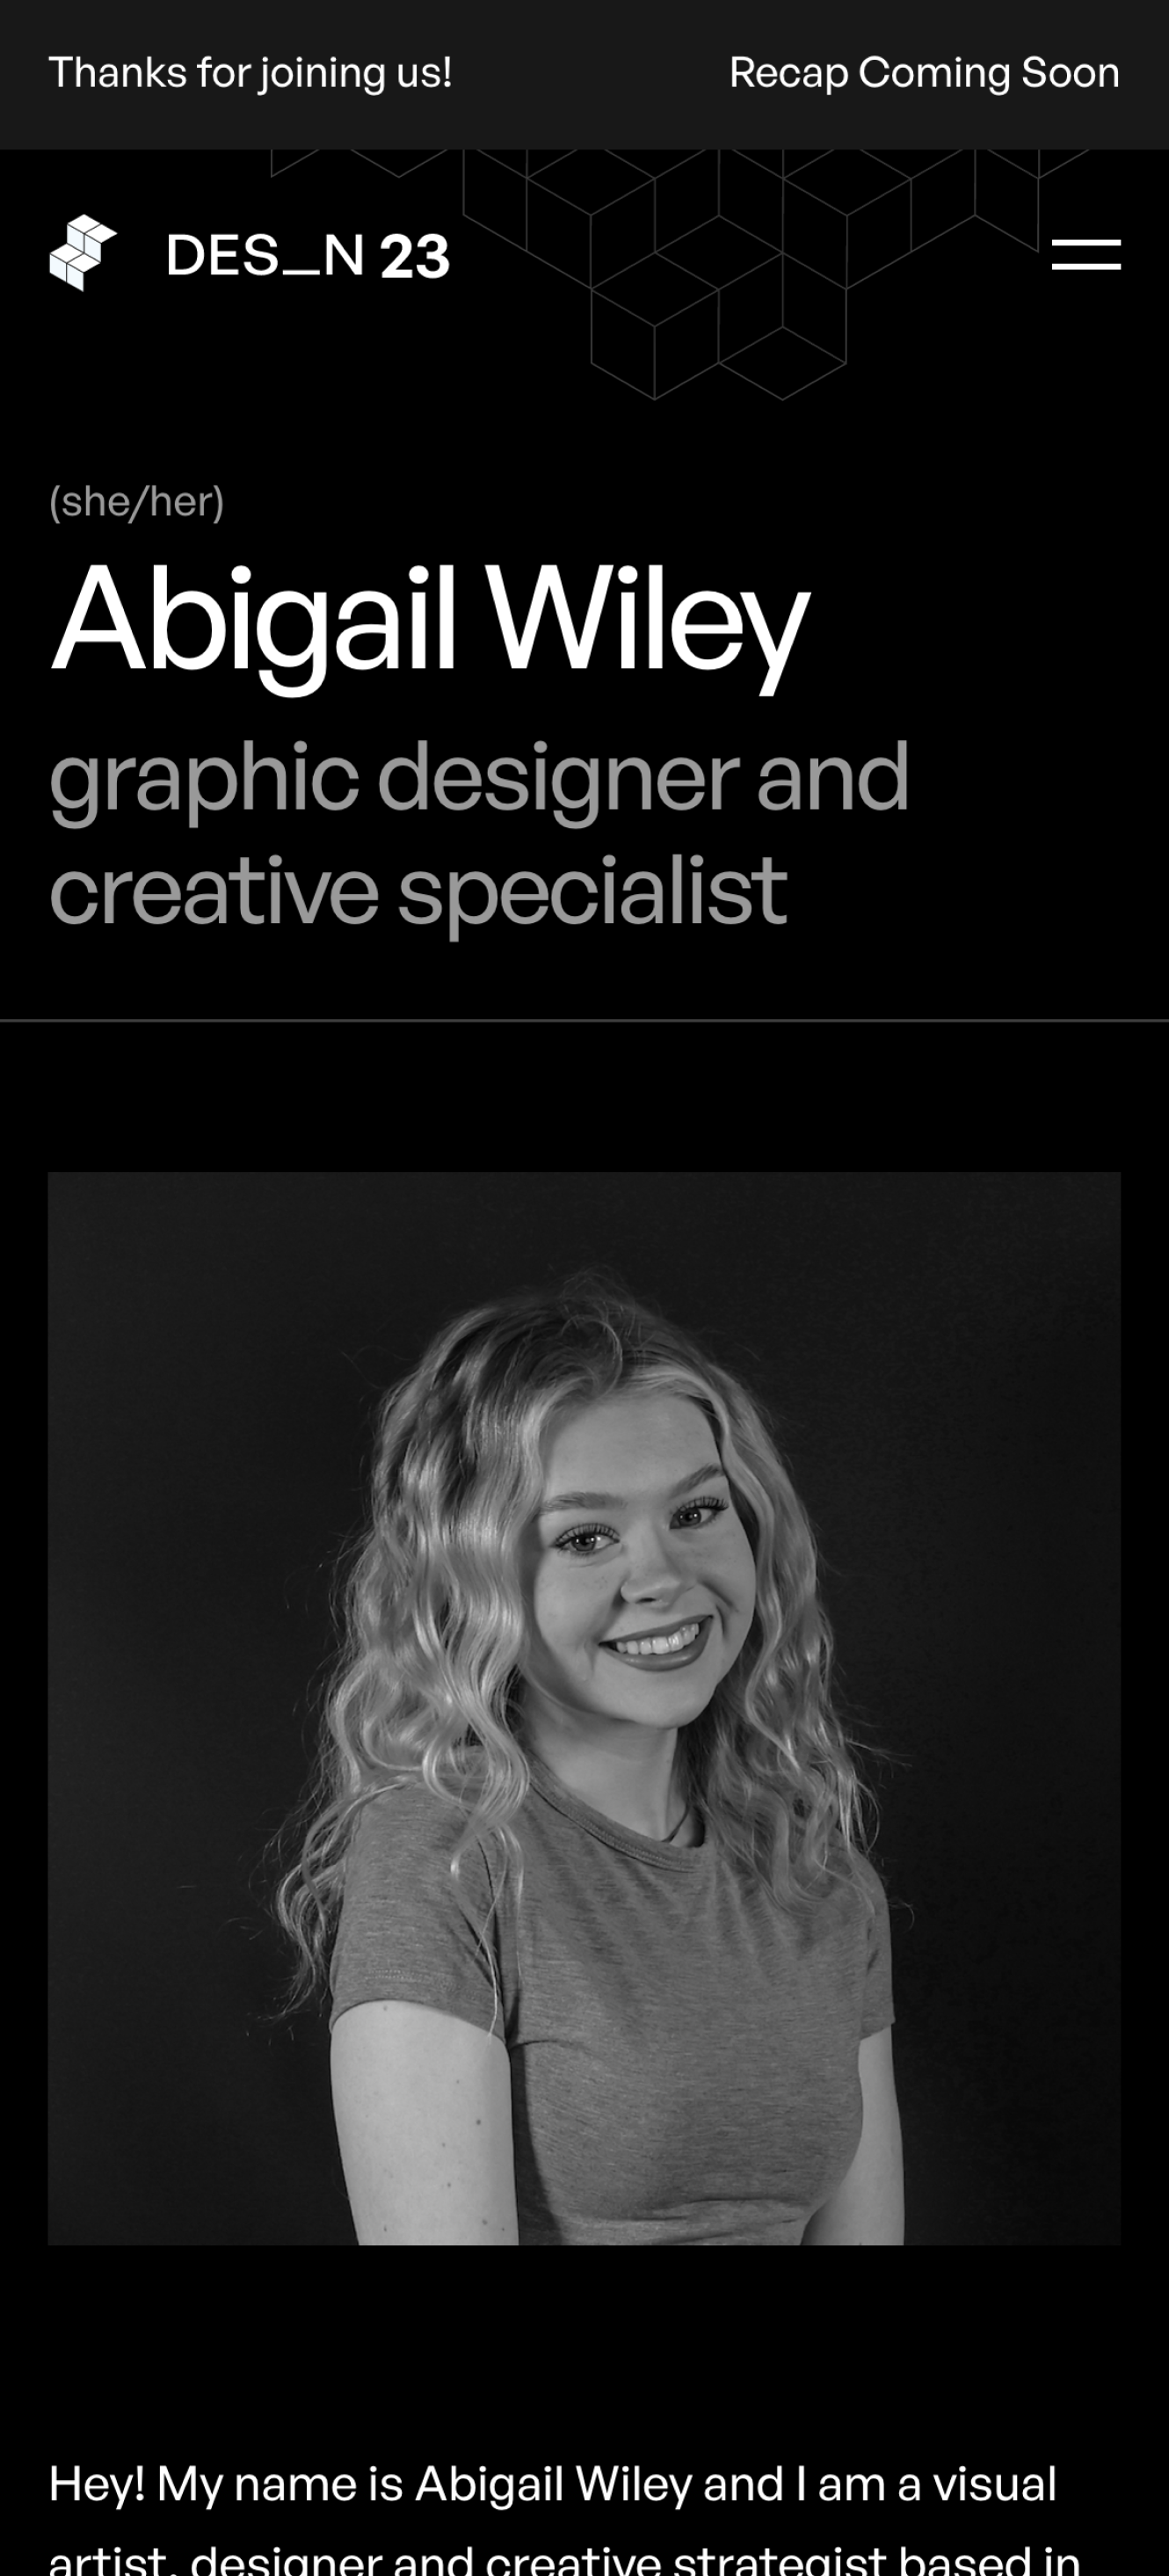 Thanks for joining us! Recap Coming Soon
DES_N 23
(she/her)
Abigail Wiley
graphic designer and
creative specialist
Hey! My name is Abigail Wiley and I am a visual
artist, designer and creative strategist based in